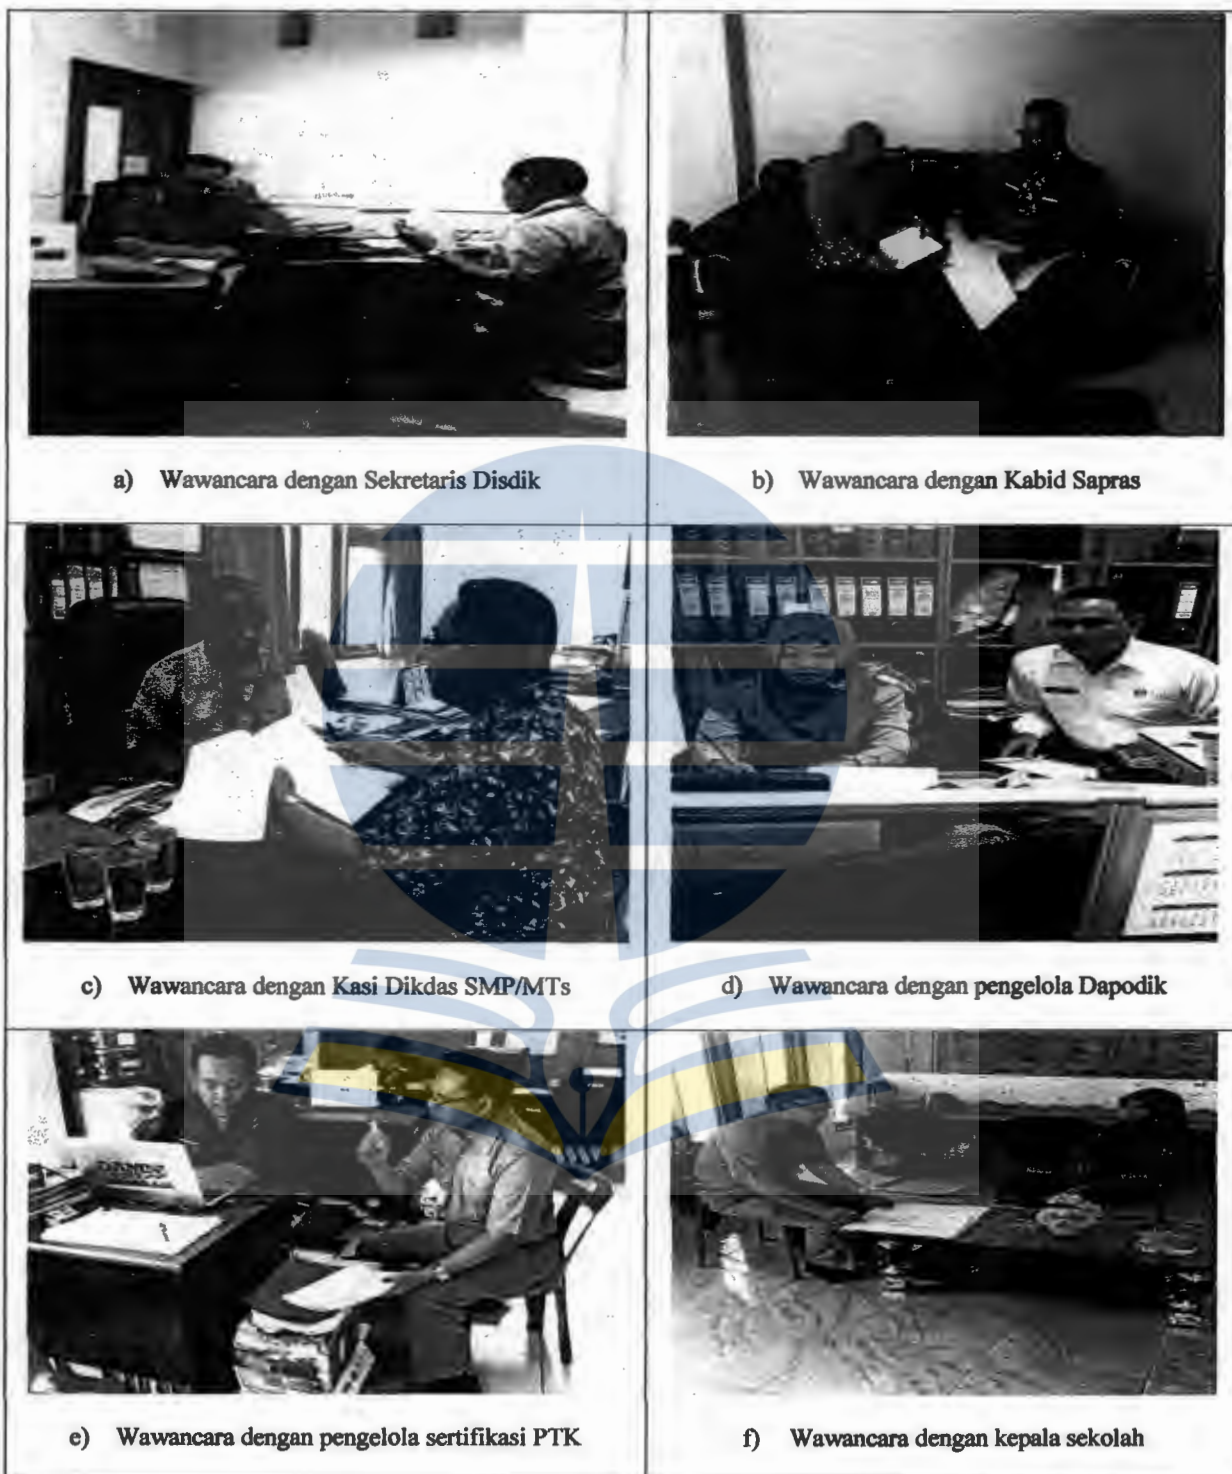 a) Wawancara dengan Sekretaris Disdik
b) Wawancara dengan Kabid Sapras
c) Wawancara dengan Kasi Dikdas SMP/MTs
d) Wawancara dengan pengelola Dapodik
e) Wawancara dengan pengelola sertifikasi PTK
f) Wawancara dengan kepala sekolah